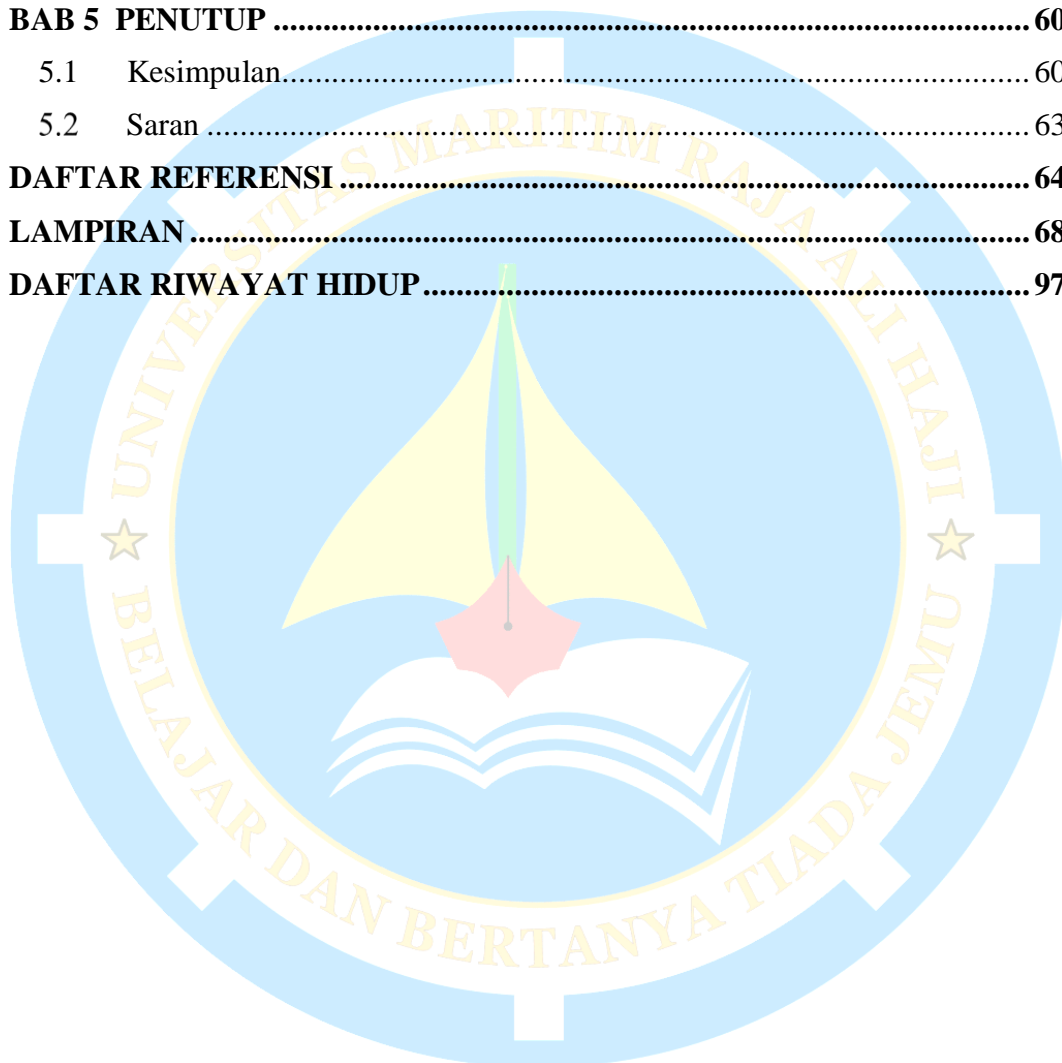 BAB 5 PENUTUP ........................................................................................... 60
5.1 Kesimpulan........................................................................................... 60
5.2 Saran ........................................................................................... 63
DAFTAR REFERENSI ........................................................................................... 64
LAMPIRAN ........................................................................................... 68
DAFTAR RIWAYAT HIDUP ........................................................................................... 97
UNIVERSITAS MARITIM RAJA ALI HAJI
BELAJAR DAN BERTANYA TIADA JEMU